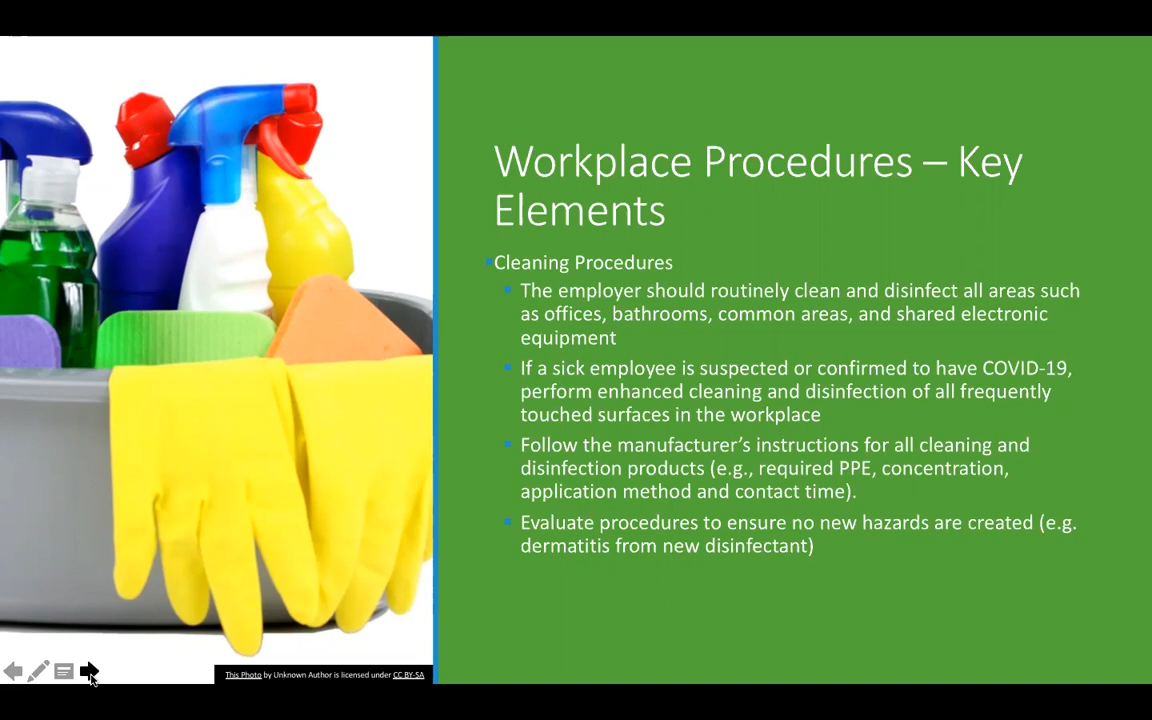 Workplace Procedures – Key
Elements
Cleaning Procedures
The employer should routinely clean and disinfect all areas such
as offices, bathrooms, common areas, and shared electronic
equipment
If a sick employee is suspected or confirmed to have COVID-19,
perform enhanced cleaning and disinfection of all frequently
touched surfaces in the workplace
Follow the manufacturer’s instructions for all cleaning and
disinfection products (e.g., required PPE, concentration,
application method and contact time).
Evaluate procedures to ensure no new hazards are created (e.g.
dermatitis from new disinfectant)
This Photo by Unknown Author is licensed under CC BY-SA